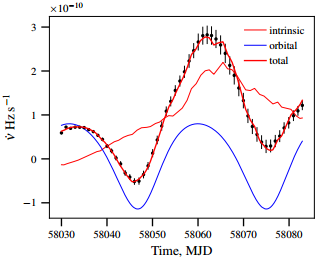 ×10⁻¹⁰
3
2
1
0
−1
ν̇ Hz s⁻¹
intrinsic
orbital
total
58030 58040 58050 58060 58070 58080
Time, MJD